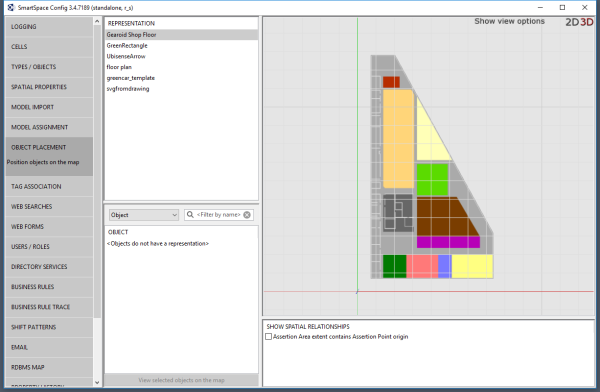 SmartSpace Config 3.4.7189 (standalone, r_s)
LOGGING
CELLS
TYPES / OBJECTS
SPATIAL PROPERTIES
MODEL IMPORT
MODEL ASSIGNMENT
OBJECT PLACEMENT
Position objects on the map
TAG ASSOCIATION
WEB SEARCHES
WEB FORMS
USERS / ROLES
DIRECTORY SERVICES
BUSINESS RULES
BUSINESS RULE TRACE
SHIFT PATTERNS
EMAIL
RDBMS MAP
PROPERTY HISTORY
REPRESENTATION
Gearoid Shop Floor
GreenRectangle
UbisenseArrow
floor plan
greencar_template
svgfromdrawing
Object
<Filter by name>
OBJECT
<Objects do not have a representation>
View selected objects on the map
Show view options
2D3D
SHOW SPATIAL RELATIONSHIPS
Assertion Area extent contains Assertion Point origin